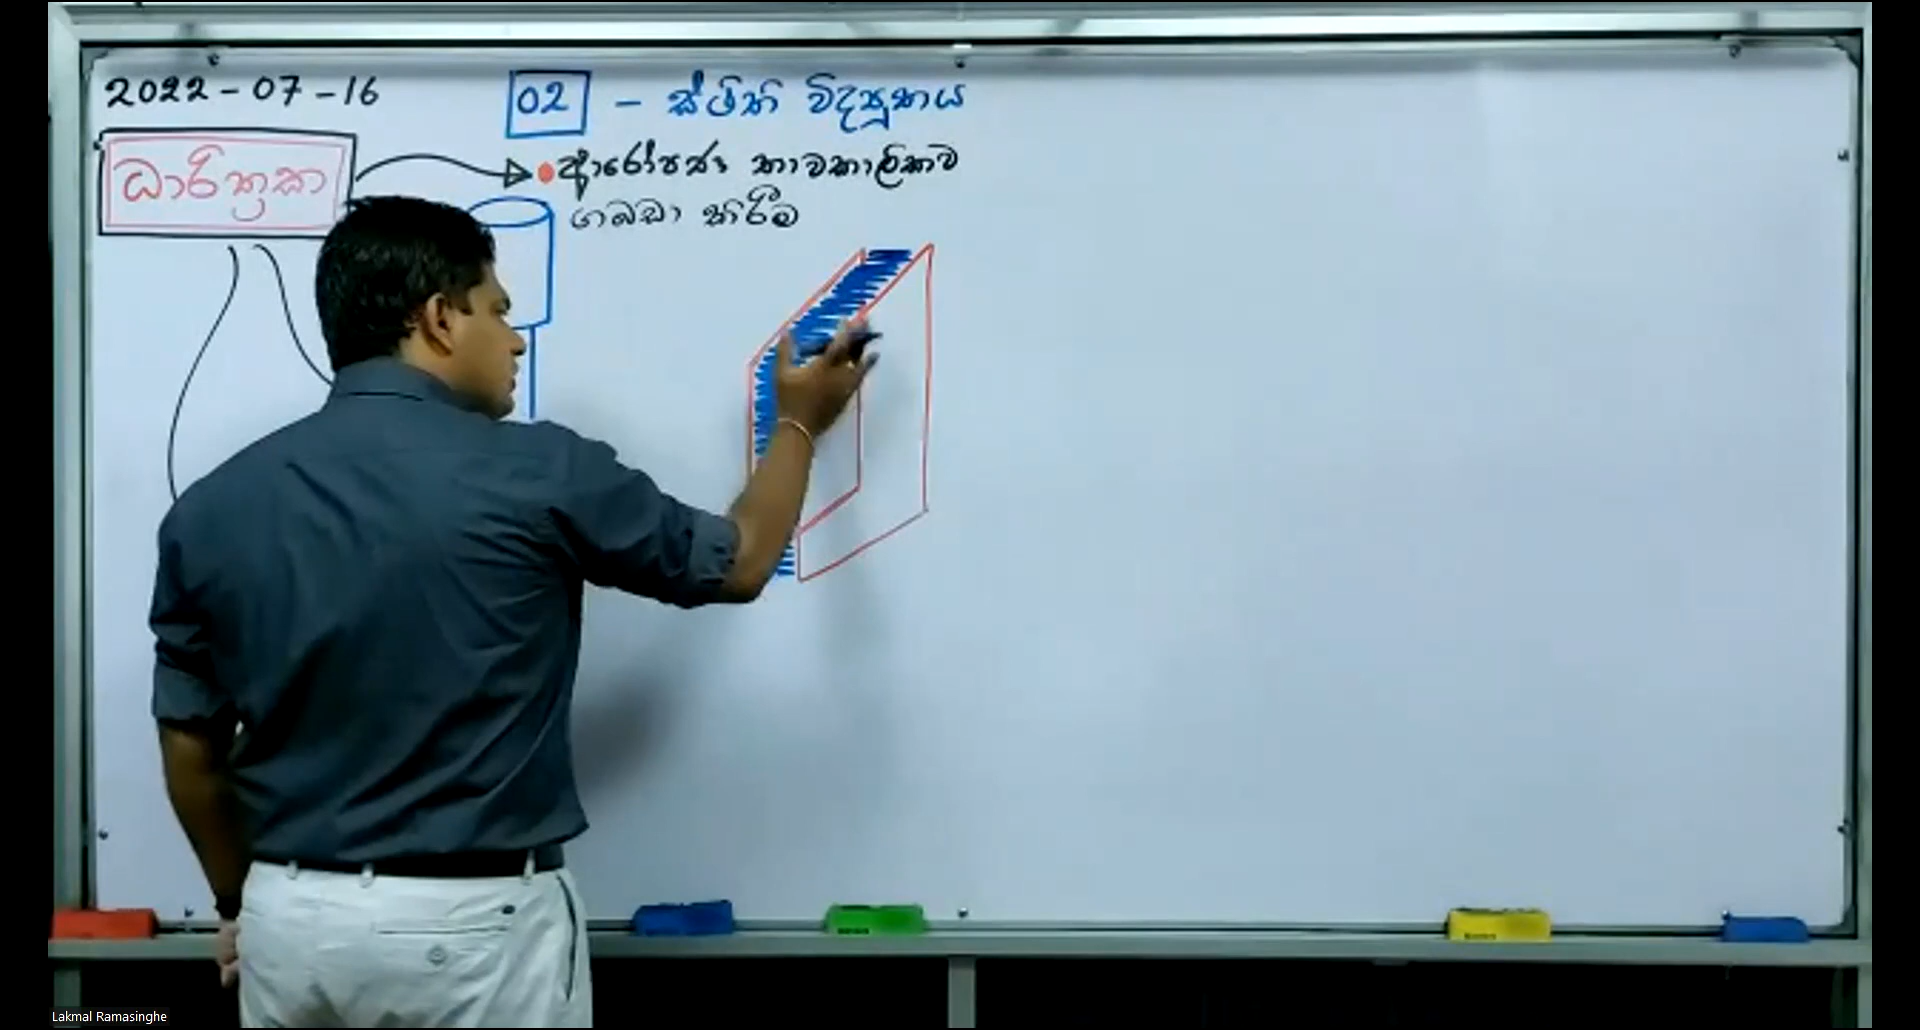 2022-07-16
02 - ස්ථිති විද්‍යුතය
ධාරිත්‍රක
ආරෝපණ තාවකාලිකව
ගබඩා කිරීම
Lakmal Ramasinghe